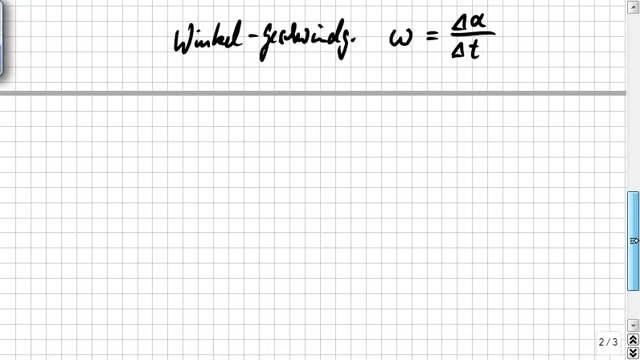 Winkel-geschwindg. ω = Δα/Δt
2 / 3